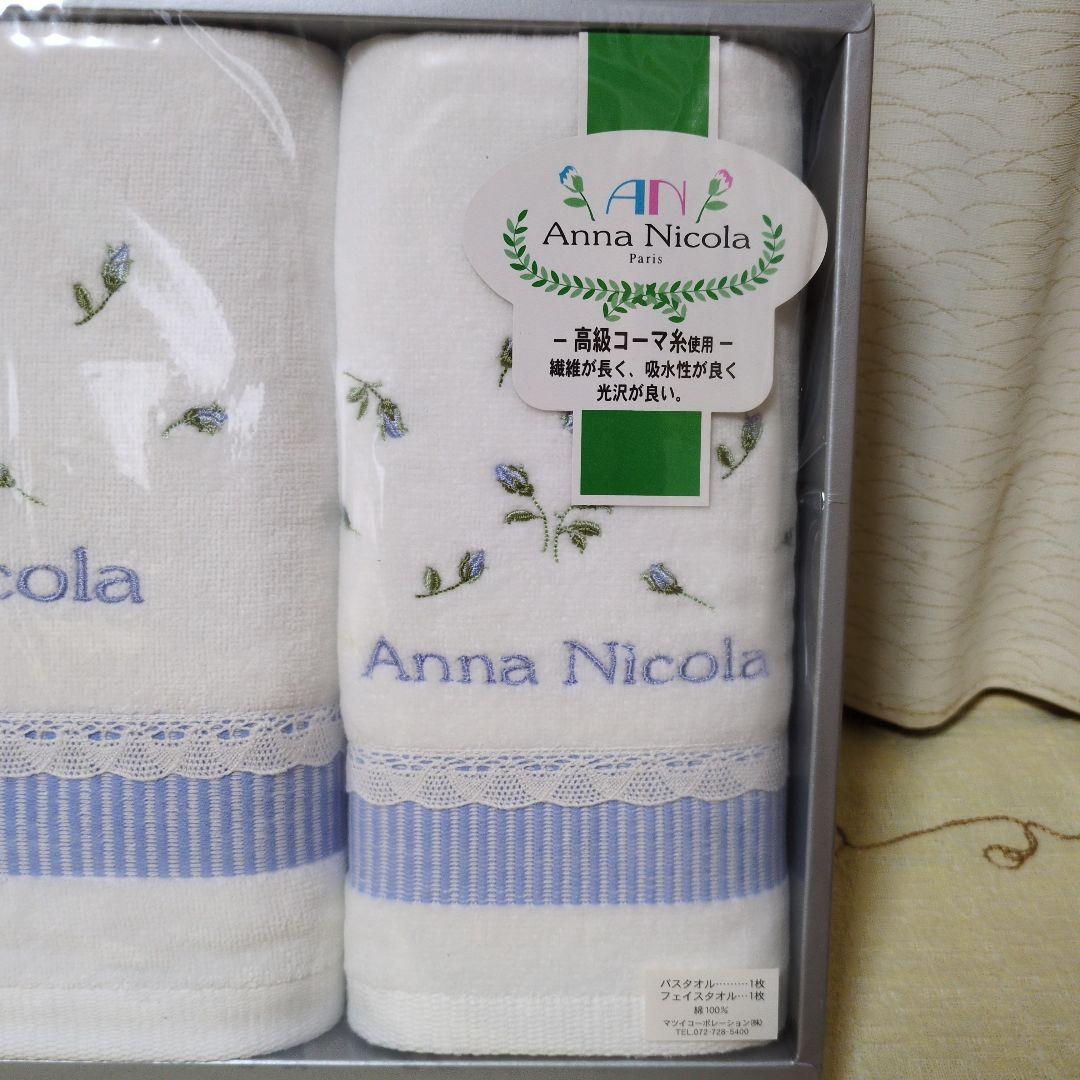 AN
Anna Nicola
Paris
－高級コーマ糸使用－
繊維が長く、吸水性が良く
光沢が良い。
cola
Anna Nicola
バスタオル………1枚
フェイスタオル…1枚
綿100%
マツイコーポレーション(株)
TEL.072-728-5400